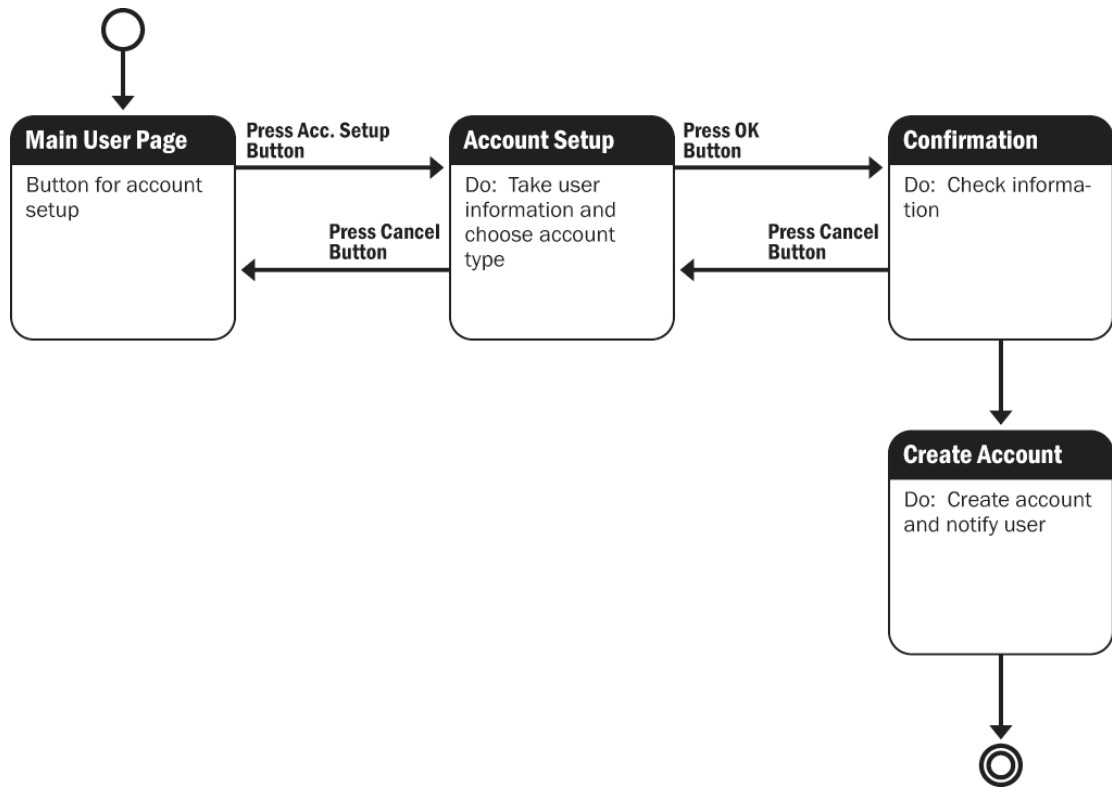 Main User Page
Button for account
setup
Press Acc. Setup
Button
Press Cancel
Button
Account Setup
Do: Take user
information and
choose account
type
Press OK
Button
Press Cancel
Button
Confirmation
Do: Check informa-
tion
Create Account
Do: Create account
and notify user